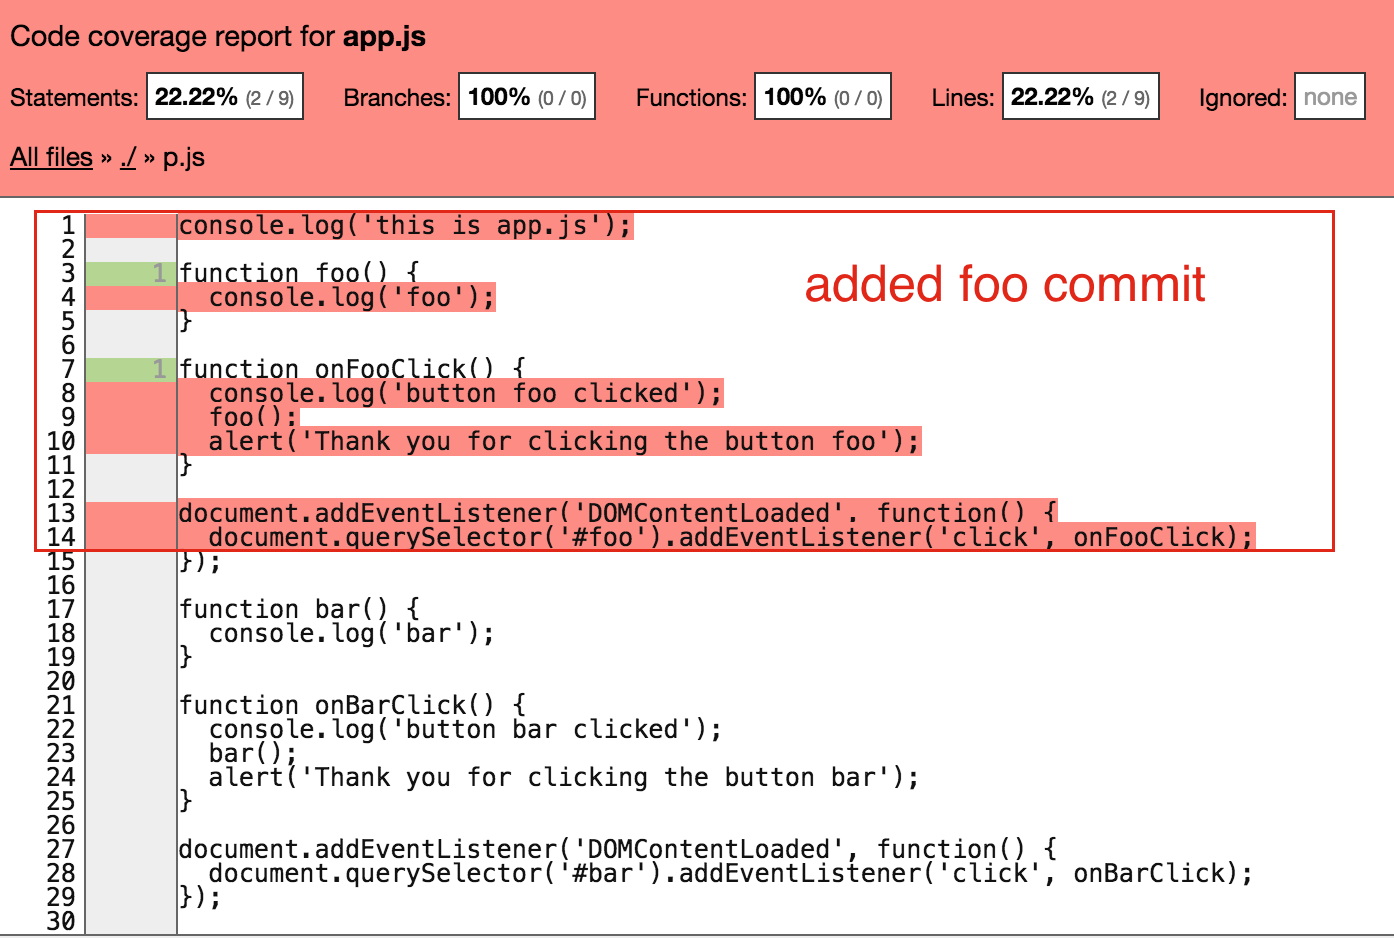 Code coverage report for app.js
Statements: 22.22% (2 / 9) Branches: 100% (0 / 0) Functions: 100% (0 / 0) Lines: 22.22% (2 / 9) Ignored: none
All files » ./ » p.js
1 console.log('this is app.js');
2
3 1 function foo() {
4 console.log('foo');
5 }
6
7 1 function onFooClick() {
8 console.log('button foo clicked');
9 foo();
10 alert('Thank you for clicking the button foo');
11 }
12
13 document.addEventListener('DOMContentLoaded', function() {
14 document.querySelector('#foo').addEventListener('click', onFooClick);
15 });
16
17 function bar() {
18 console.log('bar');
19 }
20
21 function onBarClick() {
22 console.log('button bar clicked');
23 bar();
24 alert('Thank you for clicking the button bar');
25 }
26
27 document.addEventListener('DOMContentLoaded', function() {
28 document.querySelector('#bar').addEventListener('click', onBarClick);
29 });
30
added foo commit